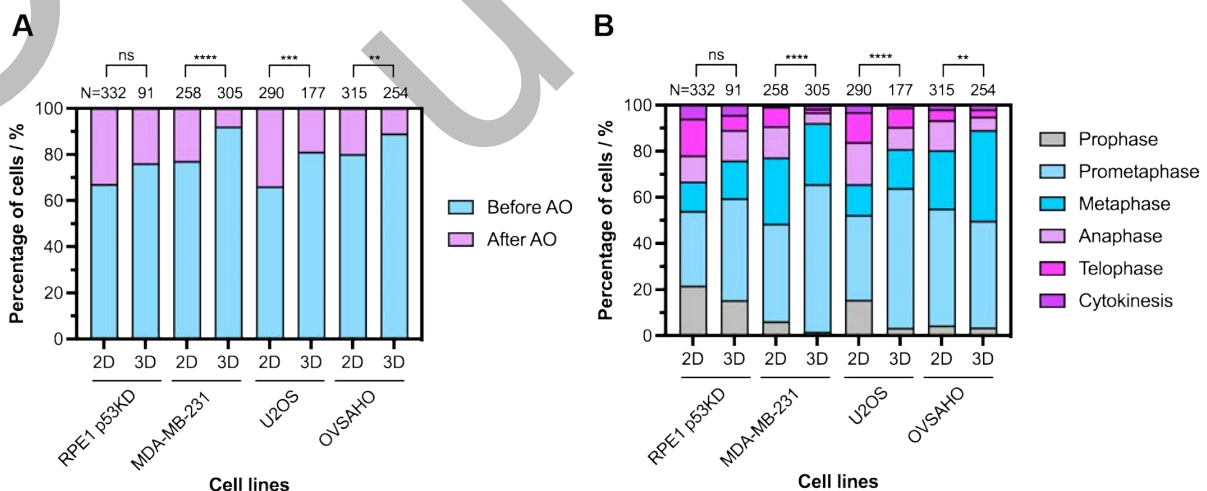 A
ns
****
***
**
N=332 91 258 305 290 177 315 254
Percentage of cells / %
100
80
60
40
20
0
2D 3D 2D 3D 2D 3D 2D 3D
RPE1 p53KD
MDA-MB-231
U2OS
OVSAHO
Cell lines
Before AO
After AO
B
ns
****
****
**
N=332 91 258 305 290 177 315 254
Percentage of cells / %
100
80
60
40
20
0
2D 3D 2D 3D 2D 3D 2D 3D
RPE1 p53KD
MDA-MB-231
U2OS
OVSAHO
Cell lines
Prophase
Prometaphase
Metaphase
Anaphase
Telophase
Cytokinesis